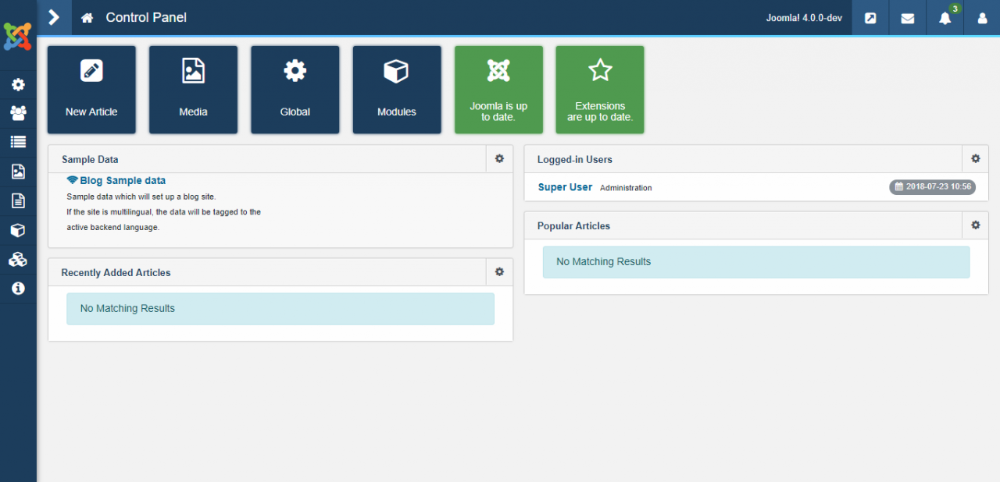 Control Panel
Joomla! 4.0.0-dev
3
New Article
Media
Global
Modules
Joomla is up
to date.
Extensions
are up to date.
Sample Data
Blog Sample data
Sample data which will set up a blog site.
If the site is multilingual, the data will be tagged to the
active backend language.
Recently Added Articles
No Matching Results
Logged-in Users
Super User Administration 2018-07-23 10:56
Popular Articles
No Matching Results